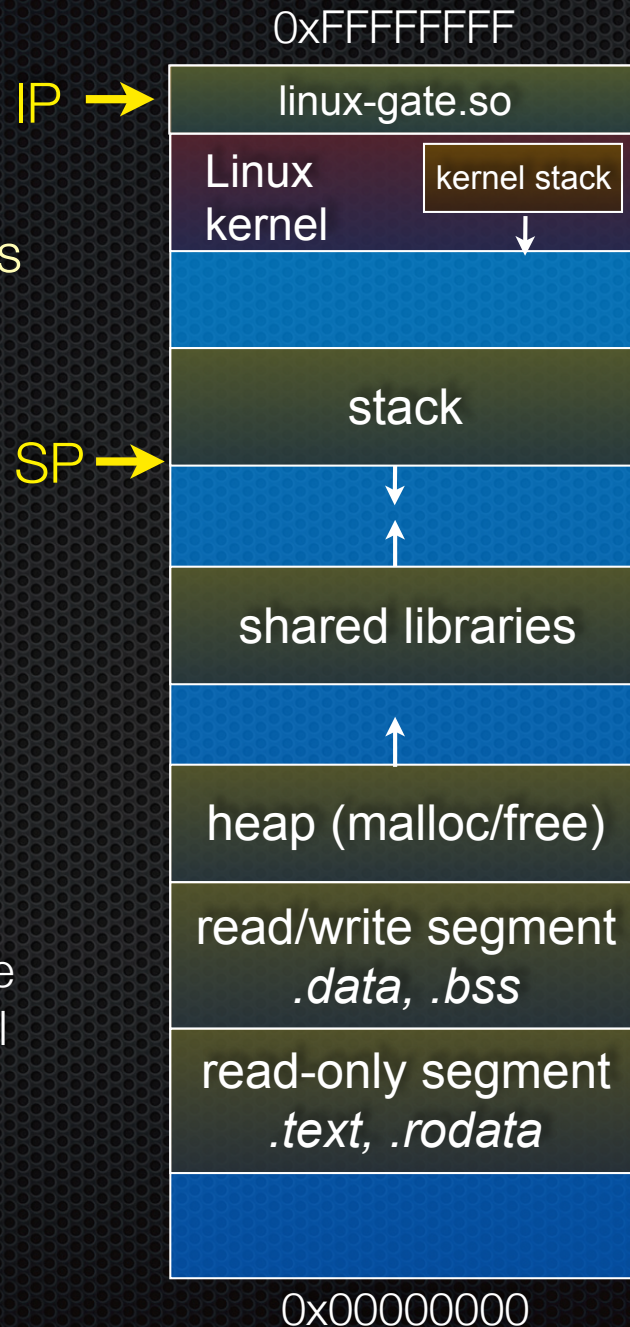 0xFFFFFFFF
IP
linux-gate.so
Linux
kernel
kernel stack
s
stack
SP
shared libraries
heap (malloc/free)
read/write segment
.data, .bss
e
l
read-only segment
.text, .rodata
0x00000000